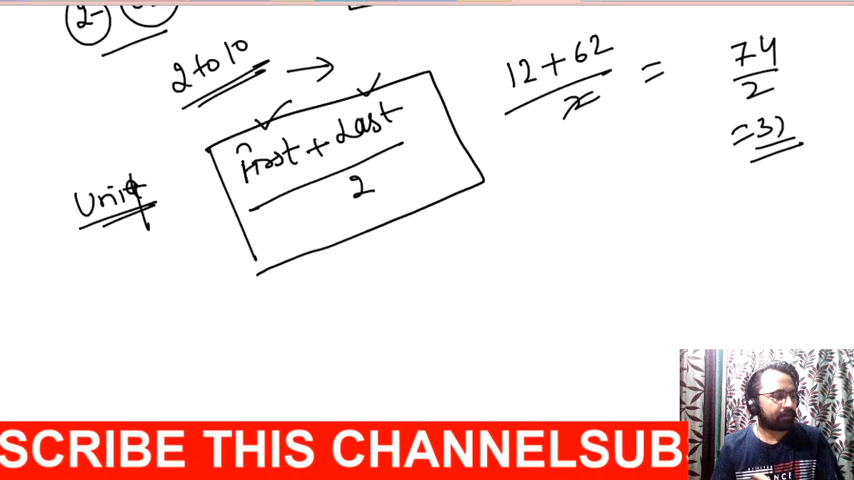 2 to 10 →
First + Last
2
12 + 62
2
=
74
2
= 37
Unit
SCRIBE THIS CHANNELSUB